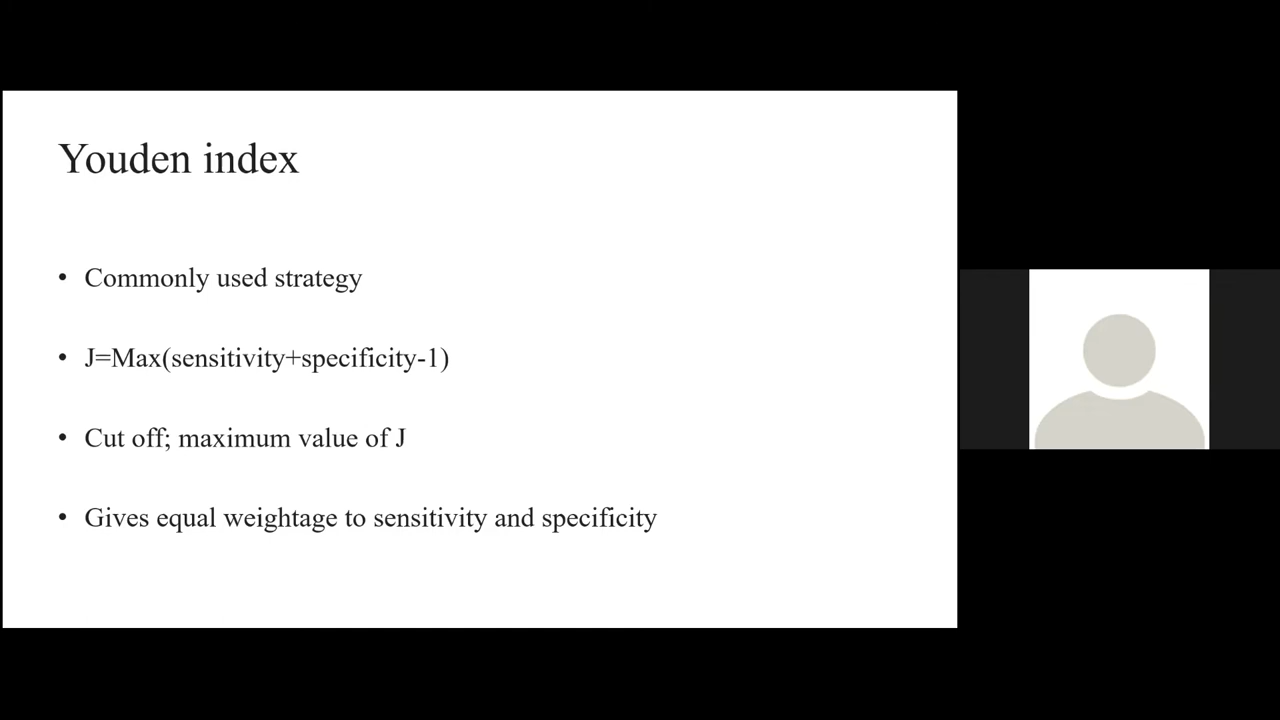 Youden index
• Commonly used strategy
• J=Max(sensitivity+specificity-1)
• Cut off; maximum value of J
• Gives equal weightage to sensitivity and specificity